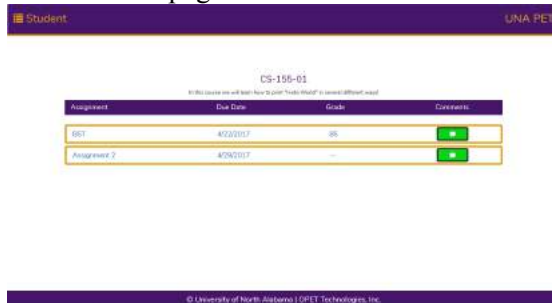 Student
UNA PET
CS-155-01
In this course we will learn how to print "Hello World" in several different ways!
Assignment Due Date Grade Comments
BST 4/22/2017 86
Assignment 2 4/29/2017 --
© University of North Alabama | OPET Technologies, Inc.